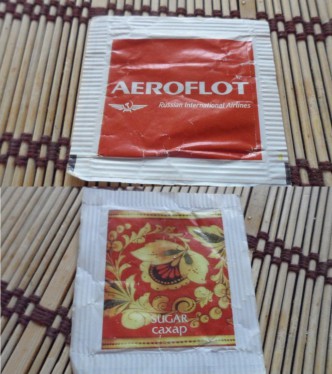 AEROFLOT
Russian International Airlines
SUGAR
сахар